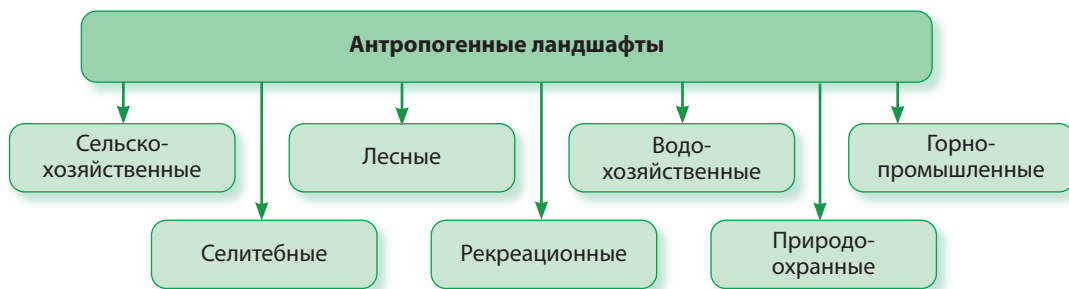 Антропогенные ландшафты
Сельско-
хозяйственные
Лесные
Водо-
хозяйственные
Горно-
промышленные
Селитебные
Рекреационные
Природо-
охранные